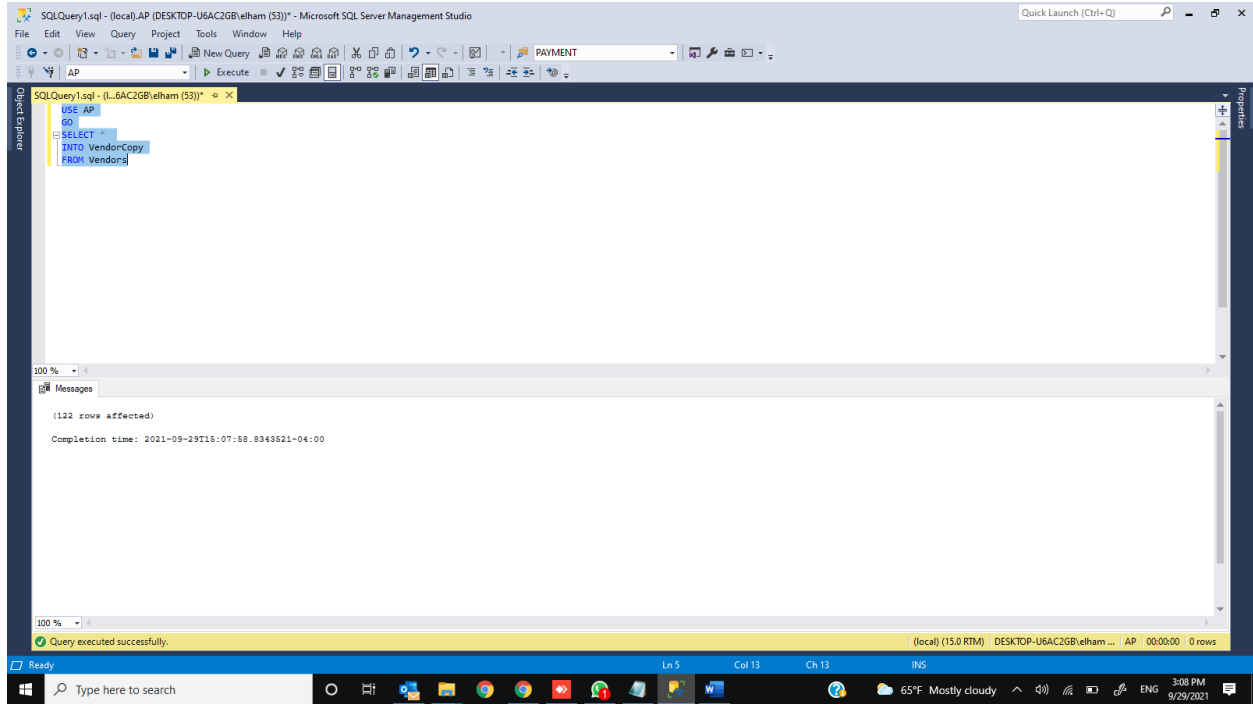 SQLQuery1.sql - (local).AP (DESKTOP-U6AC2GB\elham (53))* - Microsoft SQL Server Management Studio
Quick Launch (Ctrl+Q)
File Edit View Query Project Tools Window Help
New Query PAYMENT
AP Execute
SQLQuery1.sql - (l...6AC2GB\elham (53))*
Object Explorer
Properties
USE AP
GO
SELECT *
INTO VendorCopy
FROM Vendors
100 %
Messages
(122 rows affected)
Completion time: 2021-09-29T15:07:58.8343521-04:00
100 %
Query executed successfully. (local) (15.0 RTM) DESKTOP-U6AC2GB\elham ... AP 00:00:00 0 rows
Ready Ln 5 Col 13 Ch 13 INS
Type here to search 65°F Mostly cloudy ENG 3:08 PM
9/29/2021